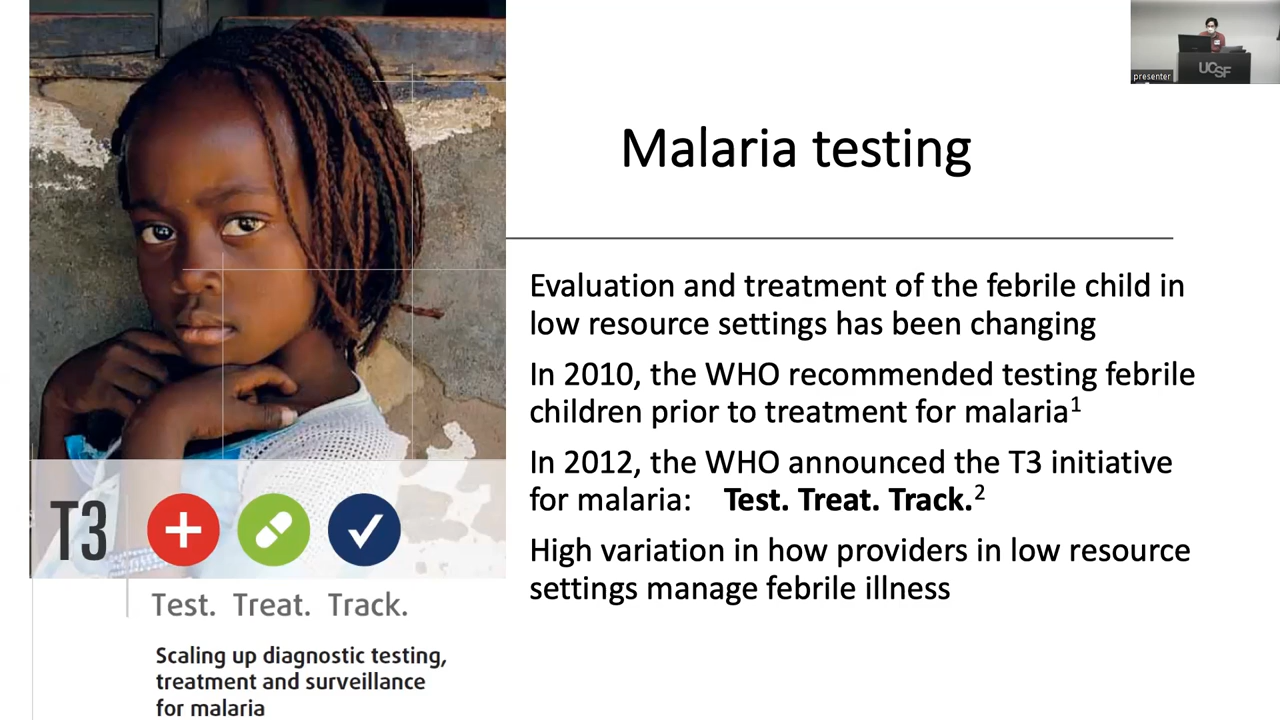 presenter
UCSF
Malaria testing
Evaluation and treatment of the febrile child in
low resource settings has been changing
In 2010, the WHO recommended testing febrile
children prior to treatment for malaria1
In 2012, the WHO announced the T3 initiative
for malaria: Test. Treat. Track.2
High variation in how providers in low resource
settings manage febrile illness
T3
Test. Treat. Track.
Scaling up diagnostic testing,
treatment and surveillance
for malaria